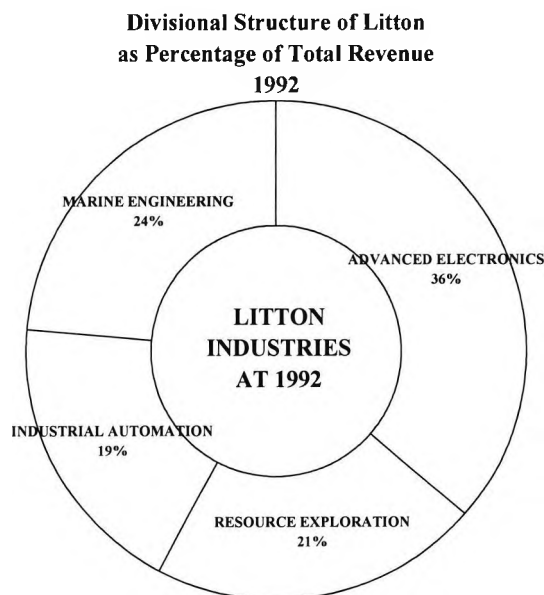 Divisional Structure of Litton
as Percentage of Total Revenue
1992
MARINE ENGINEERING
24%
ADVANCED ELECTRONICS
36%
LITTON
INDUSTRIES
AT 1992
INDUSTRIAL AUTOMATION
19%
RESOURCE EXPLORATION
21%